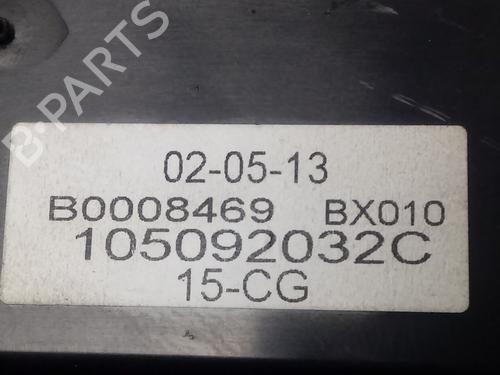 B-PARTS
02-05-13
B0008469 BX010
105092032C
15-CG